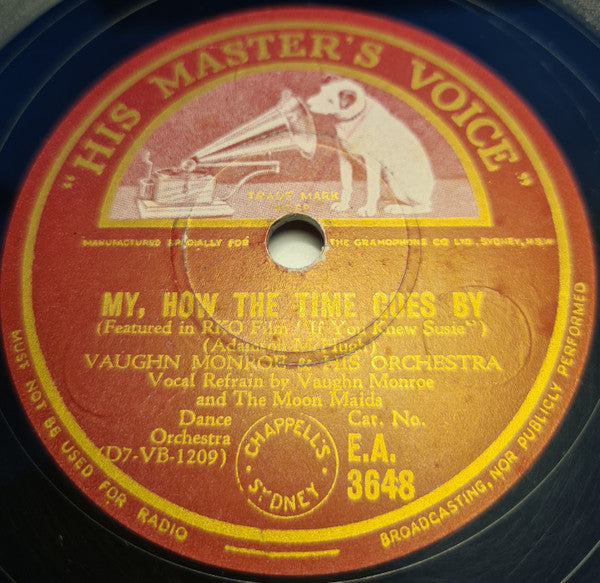 "HIS MASTER'S VOICE"
TRADE MARK
MANUFACTURED SPECIALLY FOR THE GRAMOPHONE CO LTD. SYDNEY, N.S.W.
MY, HOW THE TIME GOES BY
(Featured in RKO Film "If You Knew Susie")
(Adamson McHugh)
VAUGHN MONROE & HIS ORCHESTRA
Vocal Refrain by Vaughn Monroe
and The Moon Maids
Dance Cat. No.
Orchestra E.A.
(D7-VB-1209) 3648
CHAPPELL'S
SYDNEY
MUST NOT BE USED FOR RADIO BROADCASTING, NOR PUBLICLY PERFORMED